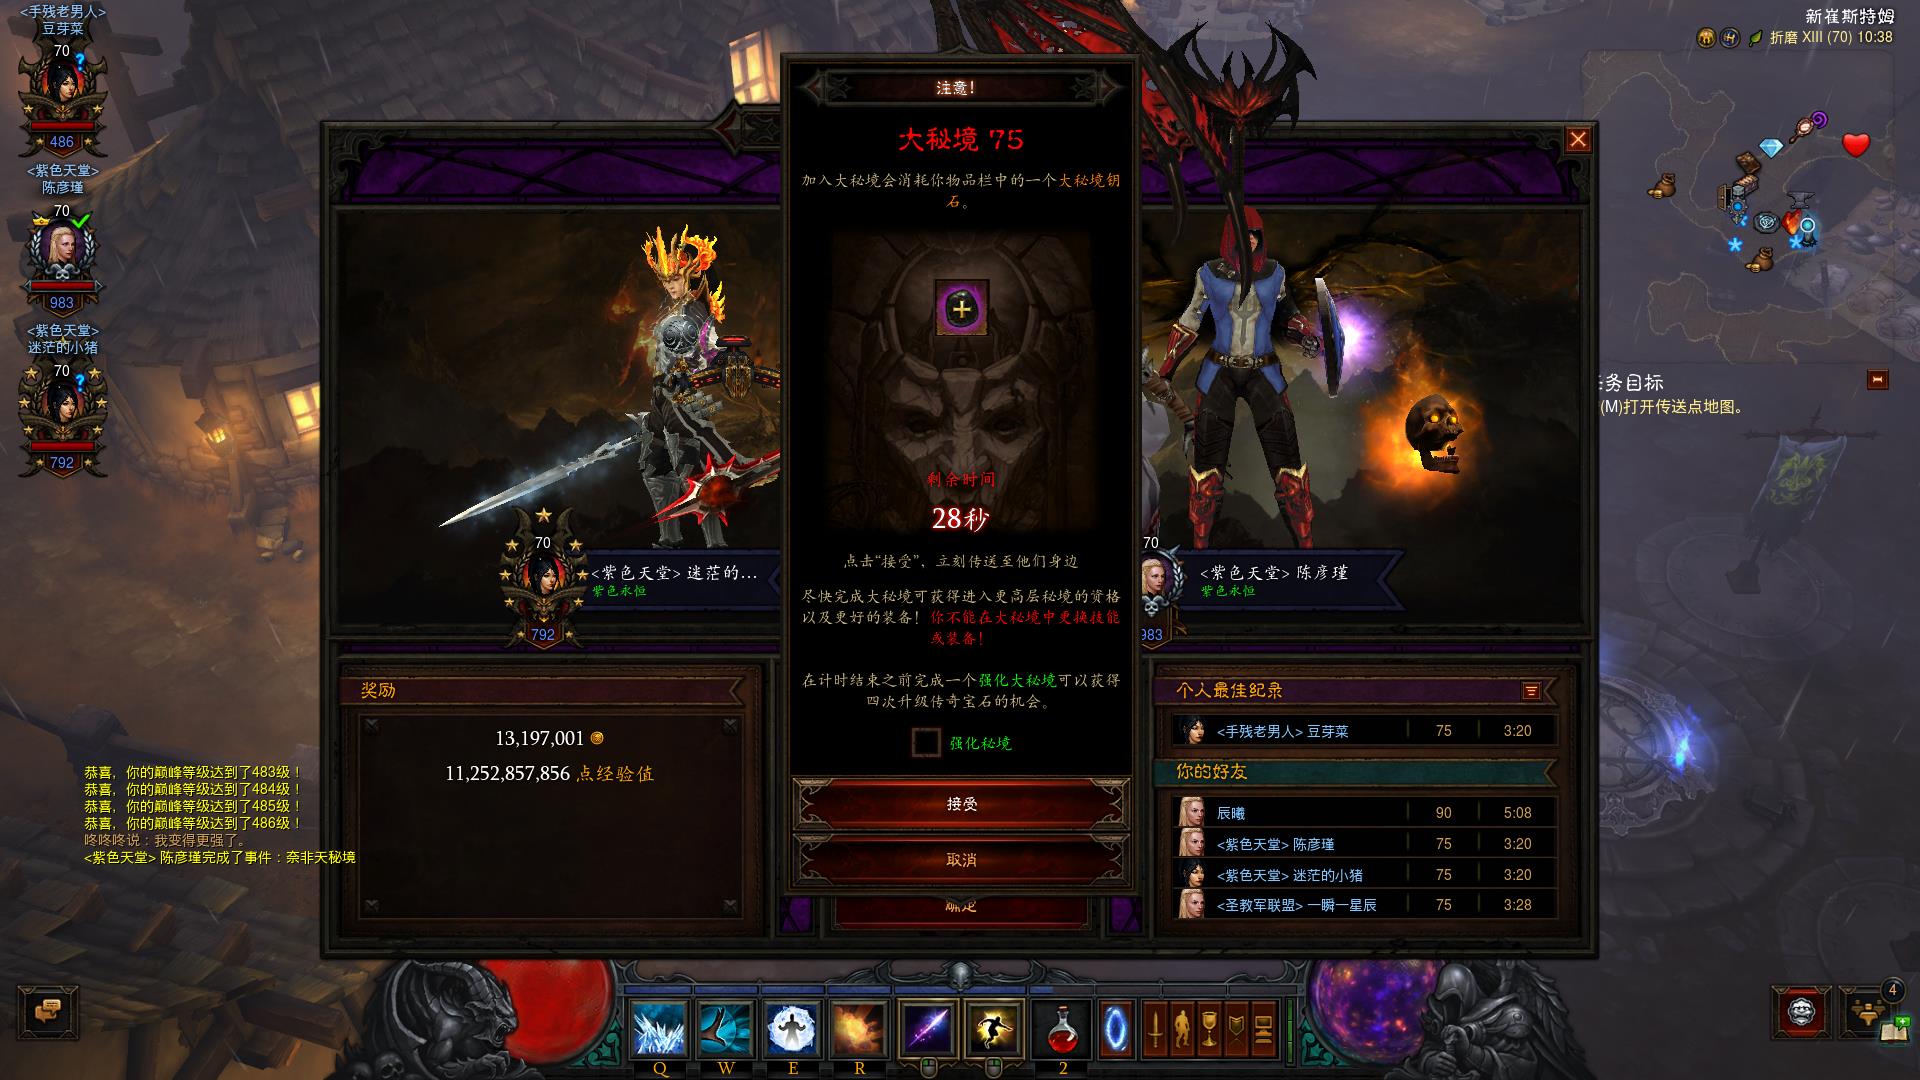 <手残老男人>
豆芽菜
70
486
<紫色天堂>
陈彦瑾
70
983
<紫色天堂>
迷茫的小猪
70
792
新崔斯特姆
折磨 XIII (70) 10:38
务目标
(M)打开传送点地图。
注意！
大秘境 75
加入大秘境会消耗你物品栏中的一个大秘境钥
石。
剩余时间
28秒
点击“接受”，立刻传送至他们身边
尽快完成大秘境可获得进入更高层秘境的资格
以及更好的装备！你不能在大秘境中更换技能
或装备！
在计时结束之前完成一个强化大秘境可以获得
四次升级传奇宝石的机会。
强化秘境
接受
取消
确定
70
<紫色天堂> 迷茫的...
紫色永恒
792
70
<紫色天堂> 陈彦瑾
紫色永恒
983
奖励
13,197,001
11,252,857,856 点经验值
个人最佳纪录
<手残老男人> 豆芽菜 75 3:20
你的好友
辰曦 90 5:08
<紫色天堂> 陈彦瑾 75 3:20
<紫色天堂> 迷茫的小猪 75 3:20
<圣教军联盟> 一瞬一星辰 75 3:28
恭喜，你的巅峰等级达到了483级！
恭喜，你的巅峰等级达到了484级！
恭喜，你的巅峰等级达到了485级！
恭喜，你的巅峰等级达到了486级！
咚咚咚说：我变得更强了。
<紫色天堂> 陈彦瑾完成了事件：奈非天秘境
Q W E R 2
4